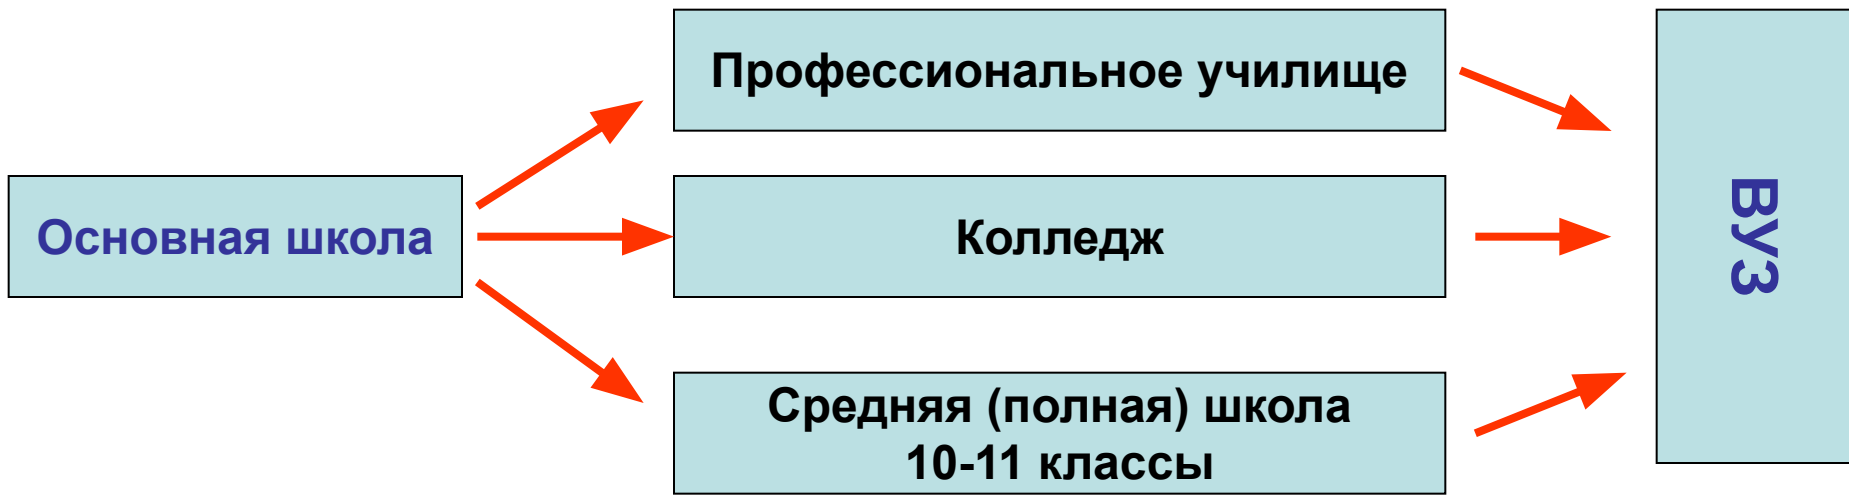 Профессиональное училище
Основная школа
Колледж
Средняя (полная) школа
10-11 классы
ВУЗ